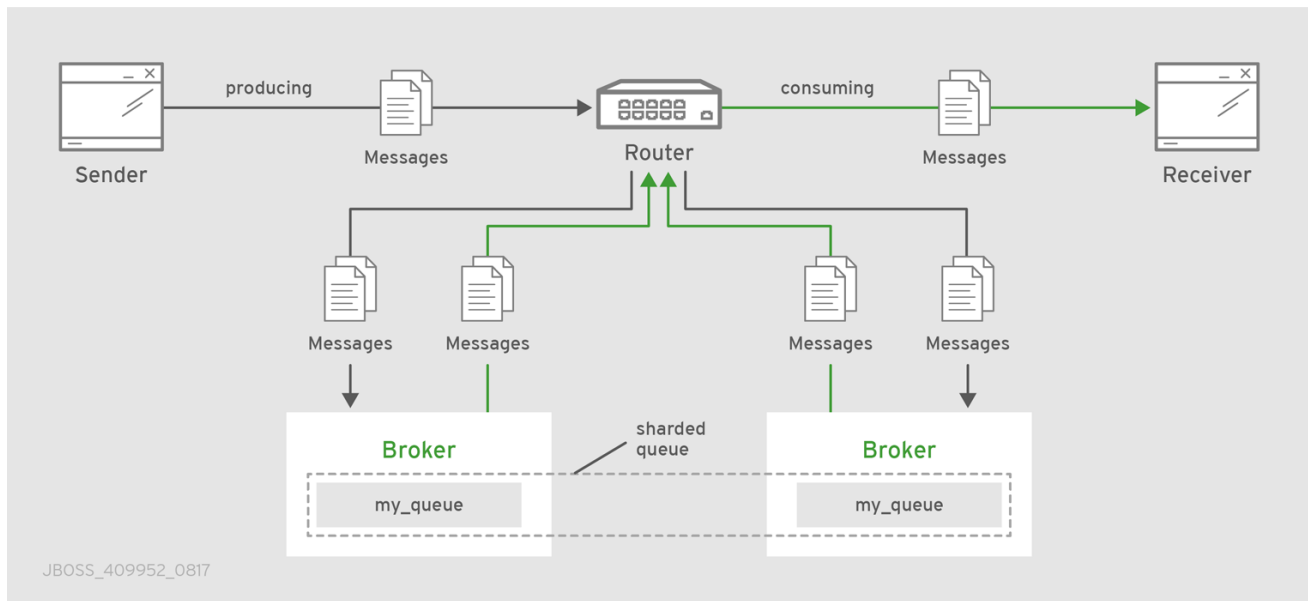 producing
consuming
Messages
Messages
Sender
Router
Receiver
Messages
Messages
Messages
Messages
sharded
queue
Broker
Broker
my_queue
my_queue
JBOSS_409952_0817